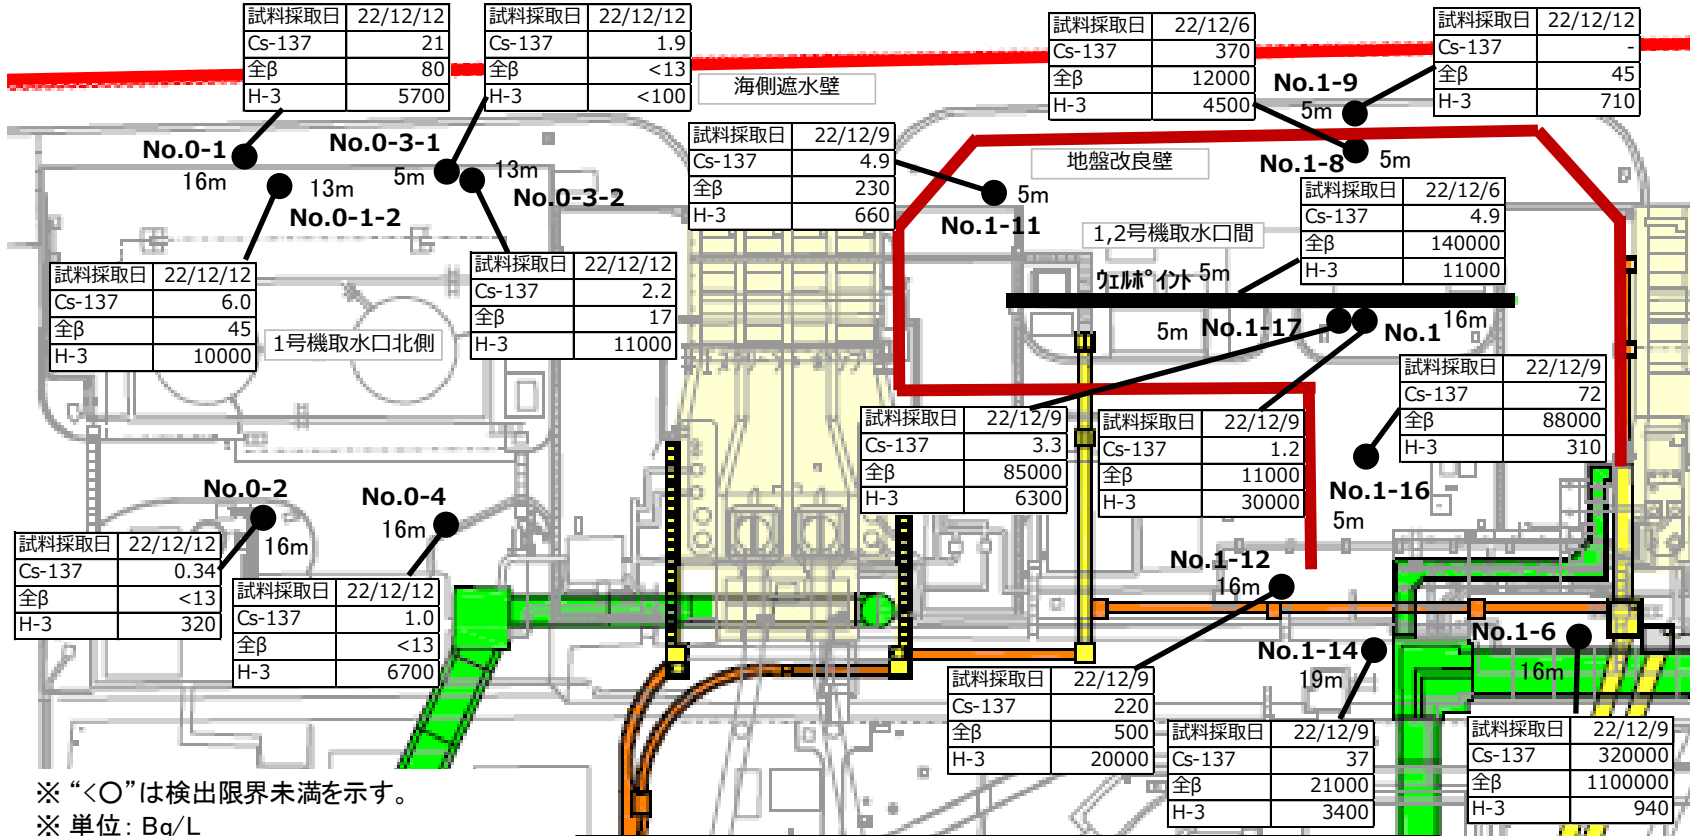 試料採取日 22/12/12
Cs-137 21
全β 80
H-3 5700
試料採取日 22/12/12
Cs-137 1.9
全β <13
H-3 <100
海側遮水壁
試料採取日 22/12/6
Cs-137 370
全β 12000
H-3 4500
試料採取日 22/12/12
Cs-137 -
全β 45
H-3 710
No.1-9
5m
No.0-1
16m
No.0-3-1
5m
13m
No.0-3-2
13m
No.0-1-2
試料採取日 22/12/9
Cs-137 4.9
全β 230
H-3 660
地盤改良壁
No.1-8
5m
5m
No.1-11
試料採取日 22/12/6
Cs-137 4.9
全β 140000
H-3 11000
1,2号機取水口間
ウェルポイント 5m
試料採取日 22/12/12
Cs-137 6.0
全β 45
H-3 10000
1号機取水口北側
試料採取日 22/12/12
Cs-137 2.2
全β 17
H-3 11000
5m
No.1-17
No.1
16m
試料採取日 22/12/9
Cs-137 72
全β 88000
H-3 310
試料採取日 22/12/9
Cs-137 3.3
全β 85000
H-3 6300
試料採取日 22/12/9
Cs-137 1.2
全β 11000
H-3 30000
No.1-16
5m
No.0-2
16m
No.0-4
16m
試料採取日 22/12/12
Cs-137 0.34
全β <13
H-3 320
試料採取日 22/12/12
Cs-137 1.0
全β <13
H-3 6700
No.1-12
16m
No.1-14
19m
No.1-6
16m
試料採取日 22/12/9
Cs-137 220
全β 500
H-3 20000
試料採取日 22/12/9
Cs-137 37
全β 21000
H-3 3400
試料採取日 22/12/9
Cs-137 320000
全β 1100000
H-3 940
※ “<〇”は検出限界未満を示す。
※ 単位: Bq/L